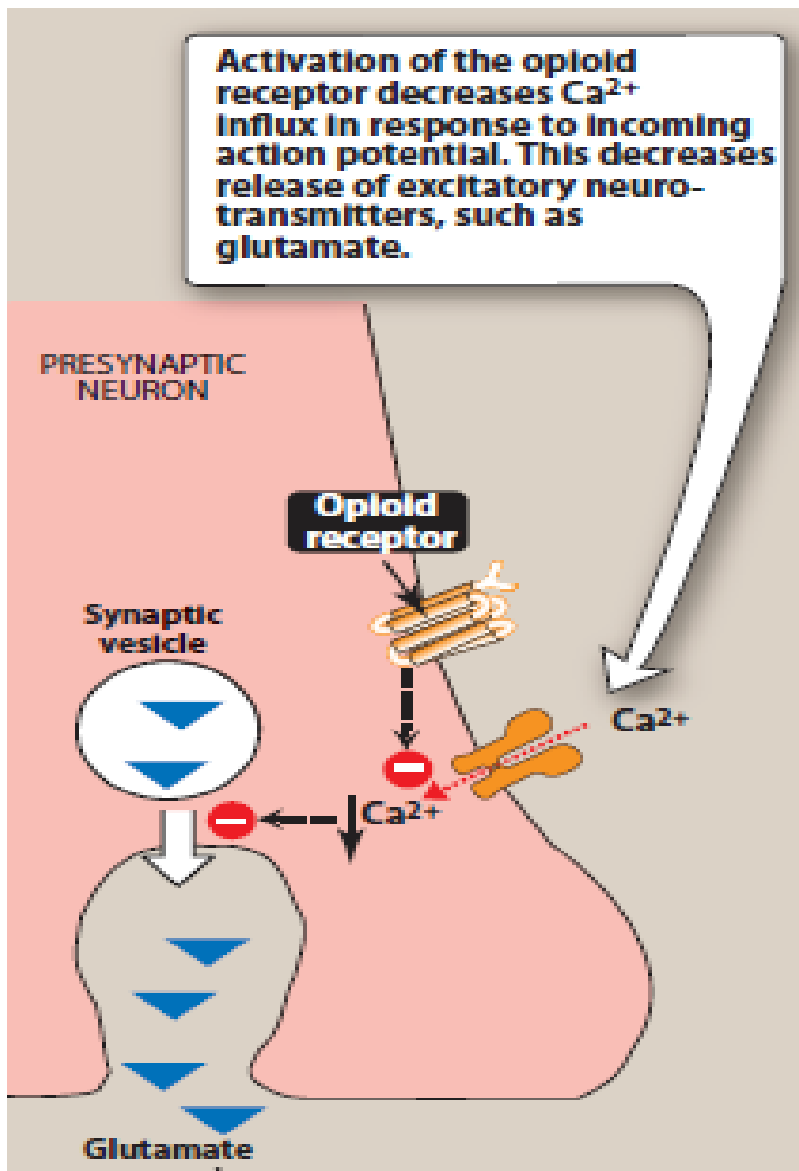 Activation of the opioid
receptor decreases Ca²⁺
influx in response to incoming
action potential. This decreases
release of excitatory neuro-
transmitters, such as
glutamate.
PRESYNAPTIC
NEURON
Opioid
receptor
Synaptic
vesicle
Ca²⁺
Ca²⁺
Glutamate